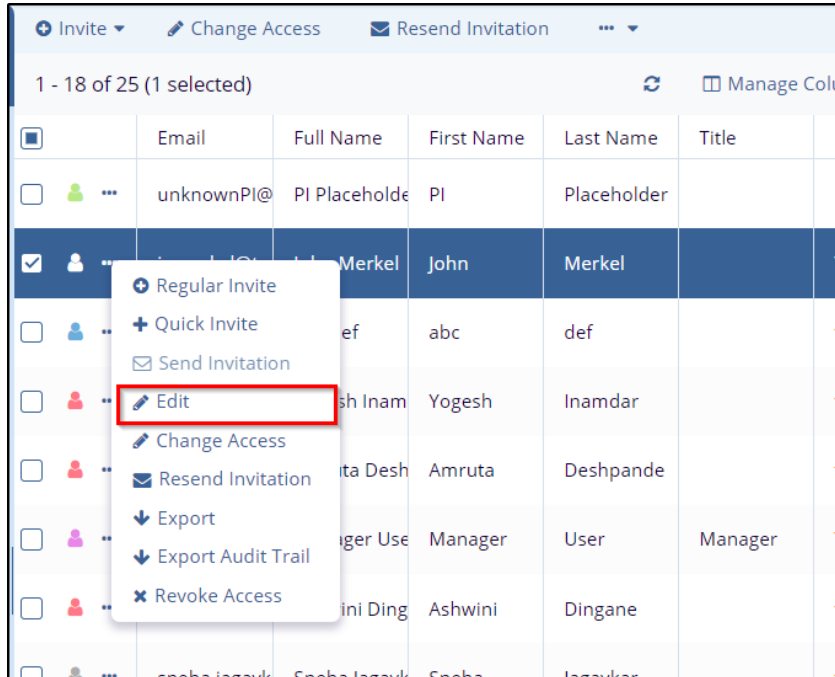 Invite Change Access Resend Invitation
1 - 18 of 25 (1 selected) Manage Colu
Email Full Name First Name Last Name Title
unknownPI@ PI Placeholde PI Placeholder
Merkel John Merkel
Regular Invite
Quick Invite ef abc def
Send Invitation
Edit sh Inam Yogesh Inamdar
Change Access
Resend Invitation ta Desh Amruta Deshpande
Export
ager Use Manager User Manager
Export Audit Trail
Revoke Access ini Ding Ashwini Dingane